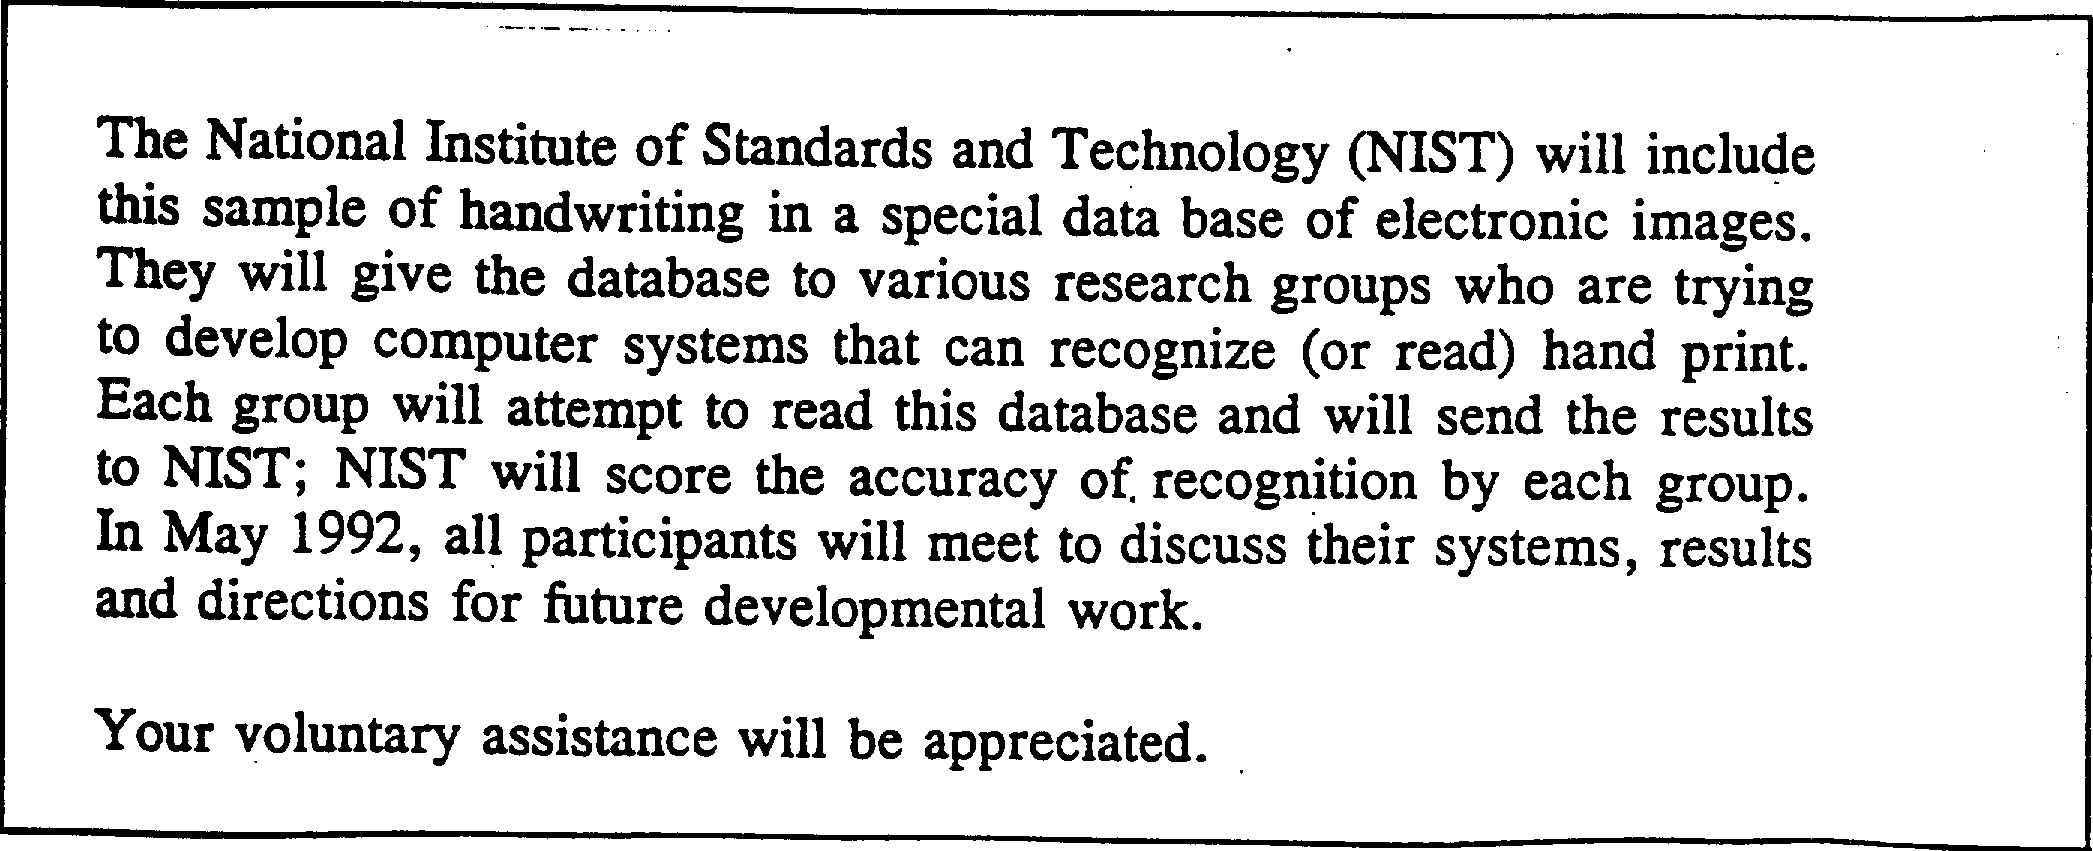 The National Institute of Standards and Technology (NIST) will include
this sample of handwriting in a special data base of electronic images.
They will give the database to various research groups who are trying
to develop computer systems that can recognize (or read) hand print.
Each group will attempt to read this database and will send the results
to NIST; NIST will score the accuracy of recognition by each group.
In May 1992, all participants will meet to discuss their systems, results
and directions for future developmental work.
Your voluntary assistance will be appreciated.